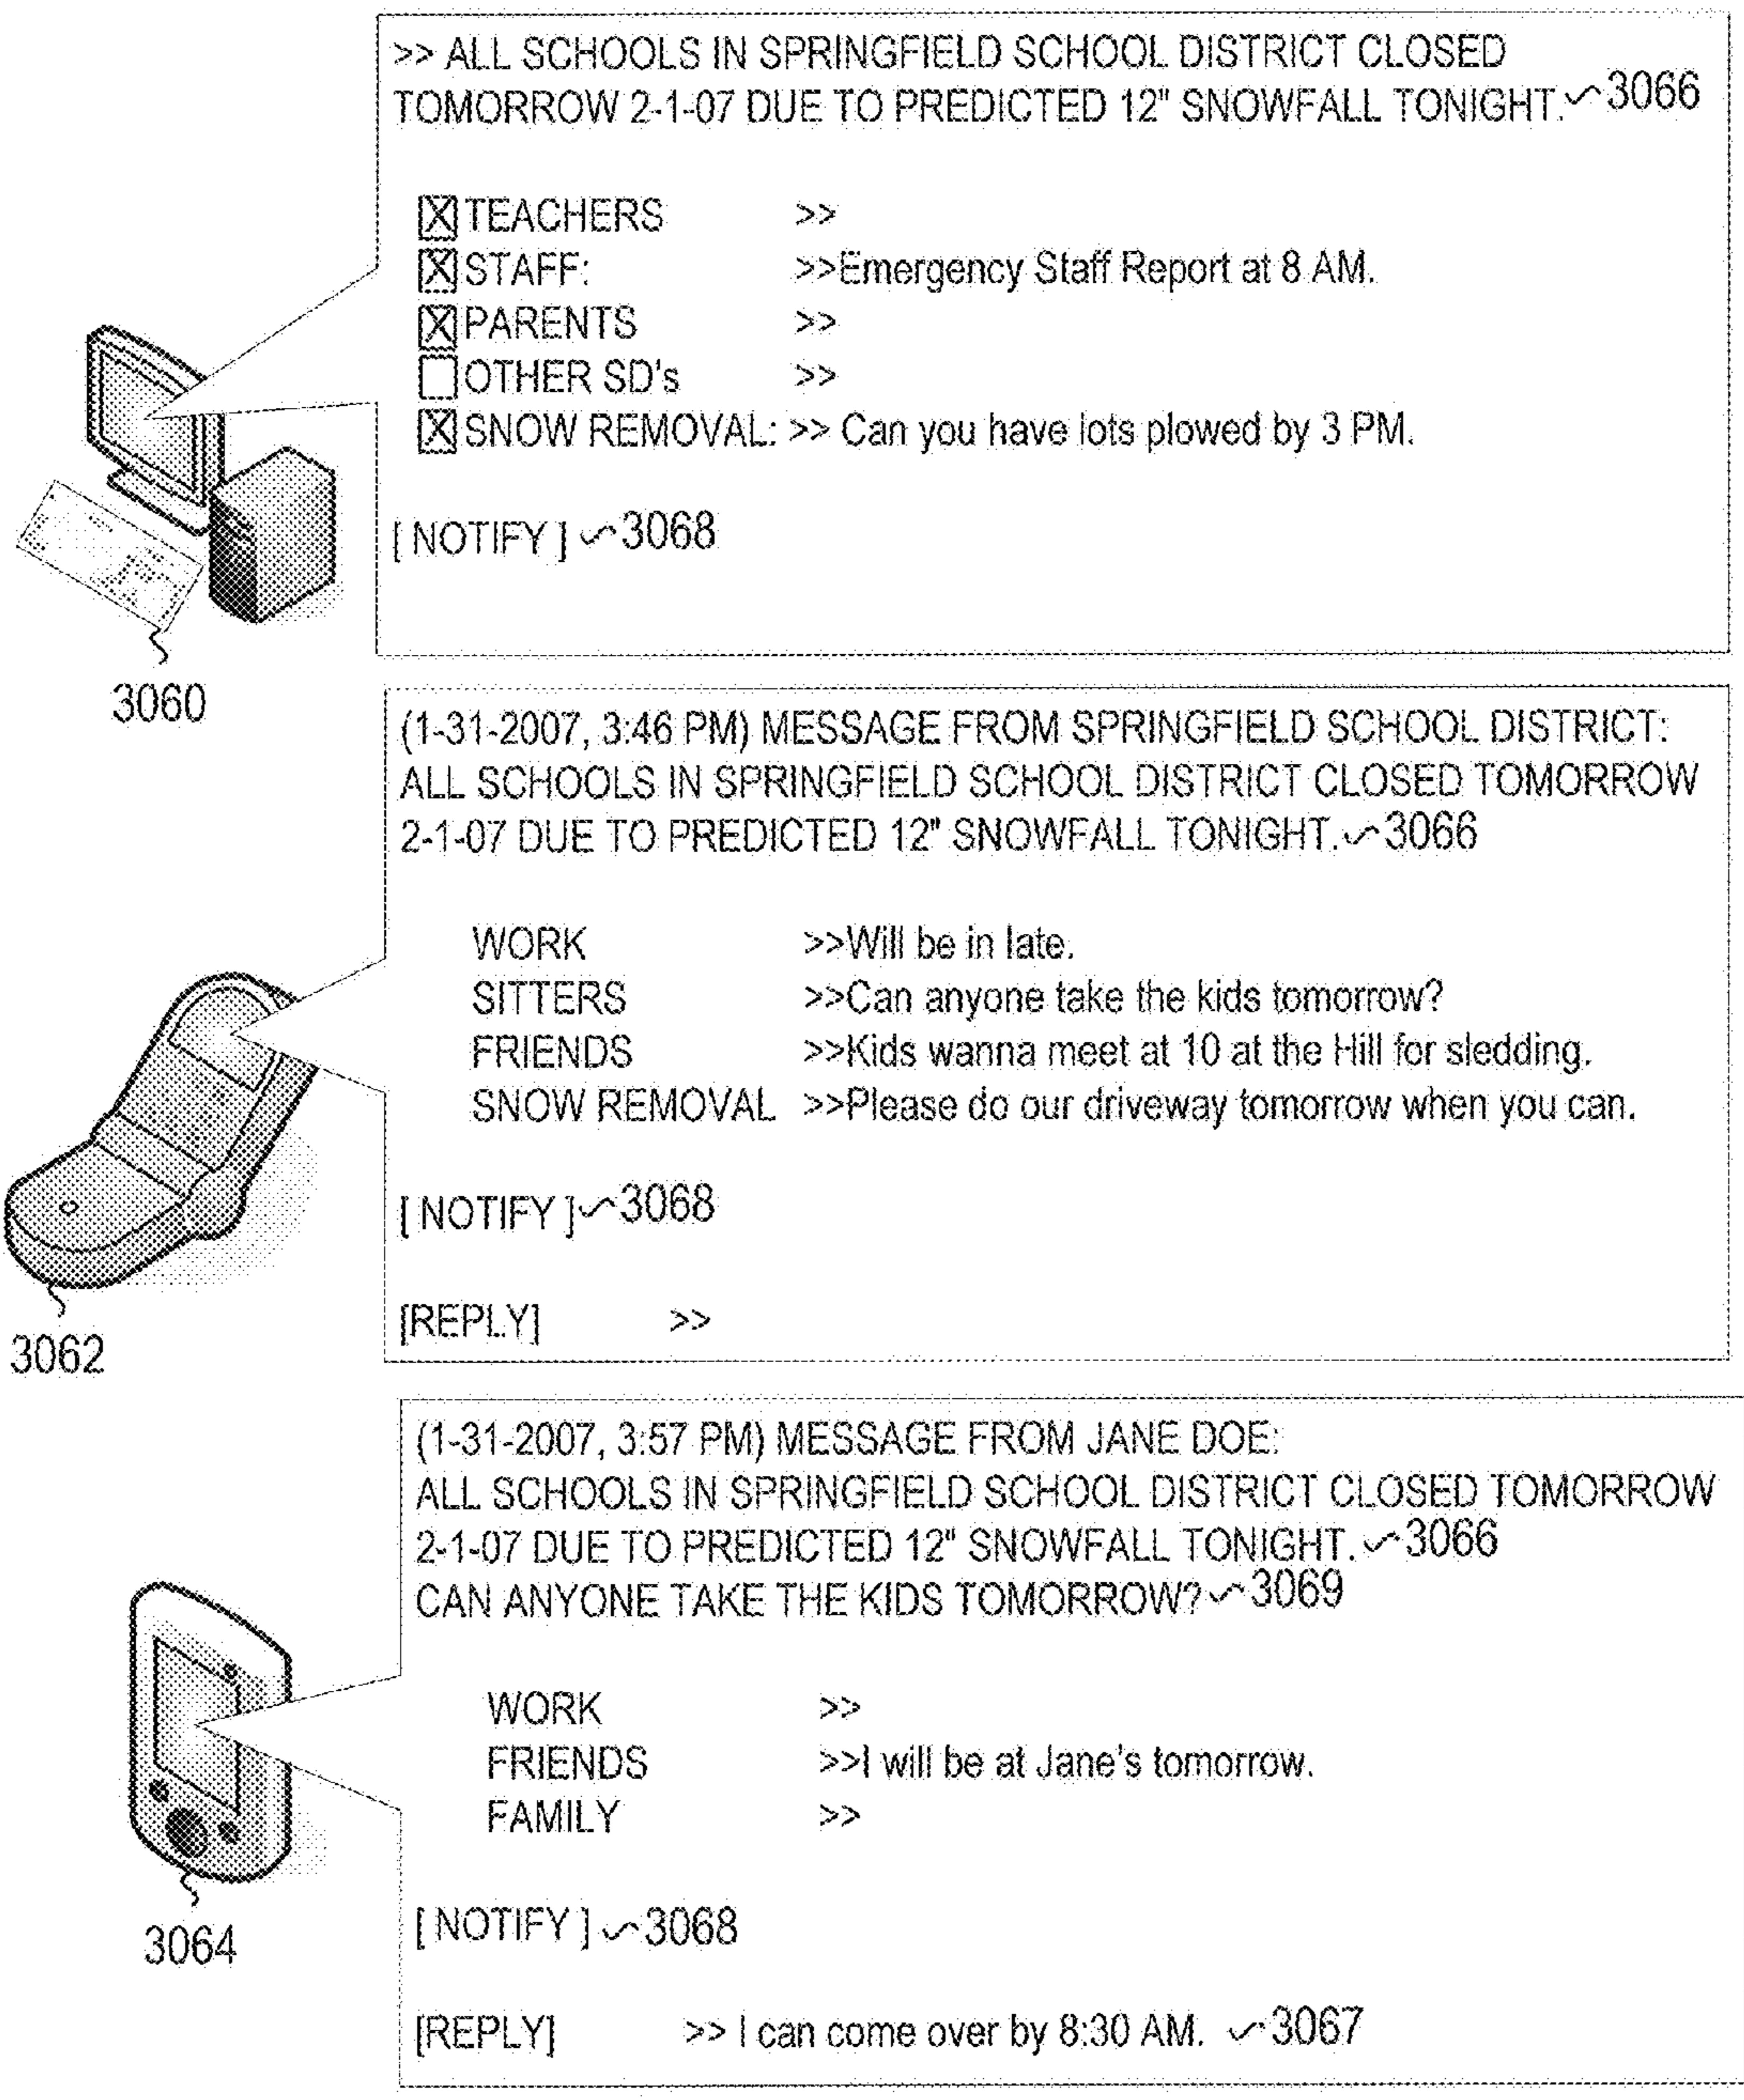 >> ALL SCHOOLS IN SPRINGFIELD SCHOOL DISTRICT CLOSED
TOMORROW 2-1-07 DUE TO PREDICTED 12" SNOWFALL TONIGHT. 3066
X TEACHERS >>
X STAFF: >>Emergency Staff Report at 8 AM.
X PARENTS >>
OTHER SD's >>
X SNOW REMOVAL: >> Can you have lots plowed by 3 PM.
[ NOTIFY ] 3068
3060
(1-31-2007, 3:46 PM) MESSAGE FROM SPRINGFIELD SCHOOL DISTRICT:
ALL SCHOOLS IN SPRINGFIELD SCHOOL DISTRICT CLOSED TOMORROW
2-1-07 DUE TO PREDICTED 12" SNOWFALL TONIGHT. 3066
WORK >>Will be in late.
SITTERS >>Can anyone take the kids tomorrow?
FRIENDS >>Kids wanna meet at 10 at the Hill for sledding.
SNOW REMOVAL >>Please do our driveway tomorrow when you can.
[ NOTIFY ] 3068
[REPLY] >>
3062
(1-31-2007, 3:57 PM) MESSAGE FROM JANE DOE:
ALL SCHOOLS IN SPRINGFIELD SCHOOL DISTRICT CLOSED TOMORROW
2-1-07 DUE TO PREDICTED 12" SNOWFALL TONIGHT. 3066
CAN ANYONE TAKE THE KIDS TOMORROW? 3069
WORK >>
FRIENDS >>I will be at Jane's tomorrow.
FAMILY >>
[ NOTIFY ] 3068
3064
[REPLY] >> I can come over by 8:30 AM. 3067